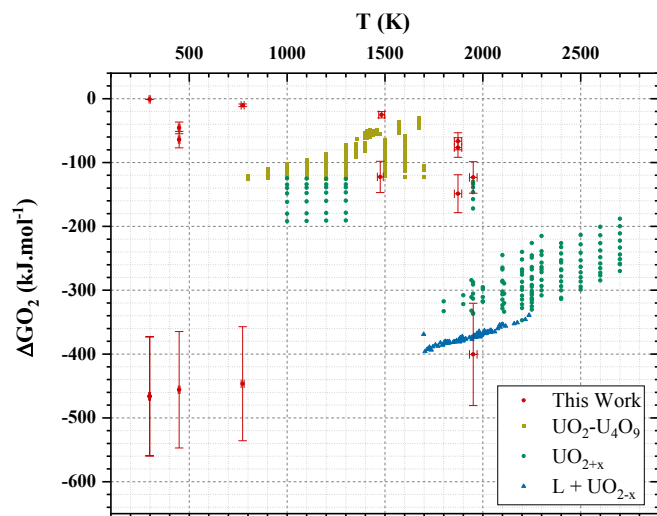 T (K)
500 1000 1500 2000 2500
0
-100
-200
-300
-400
-500
-600
ΔGO₂ (kJ.mol⁻¹)
This Work
UO₂-U₄O₉
UO₂₊ₓ
L + UO₂₋ₓ